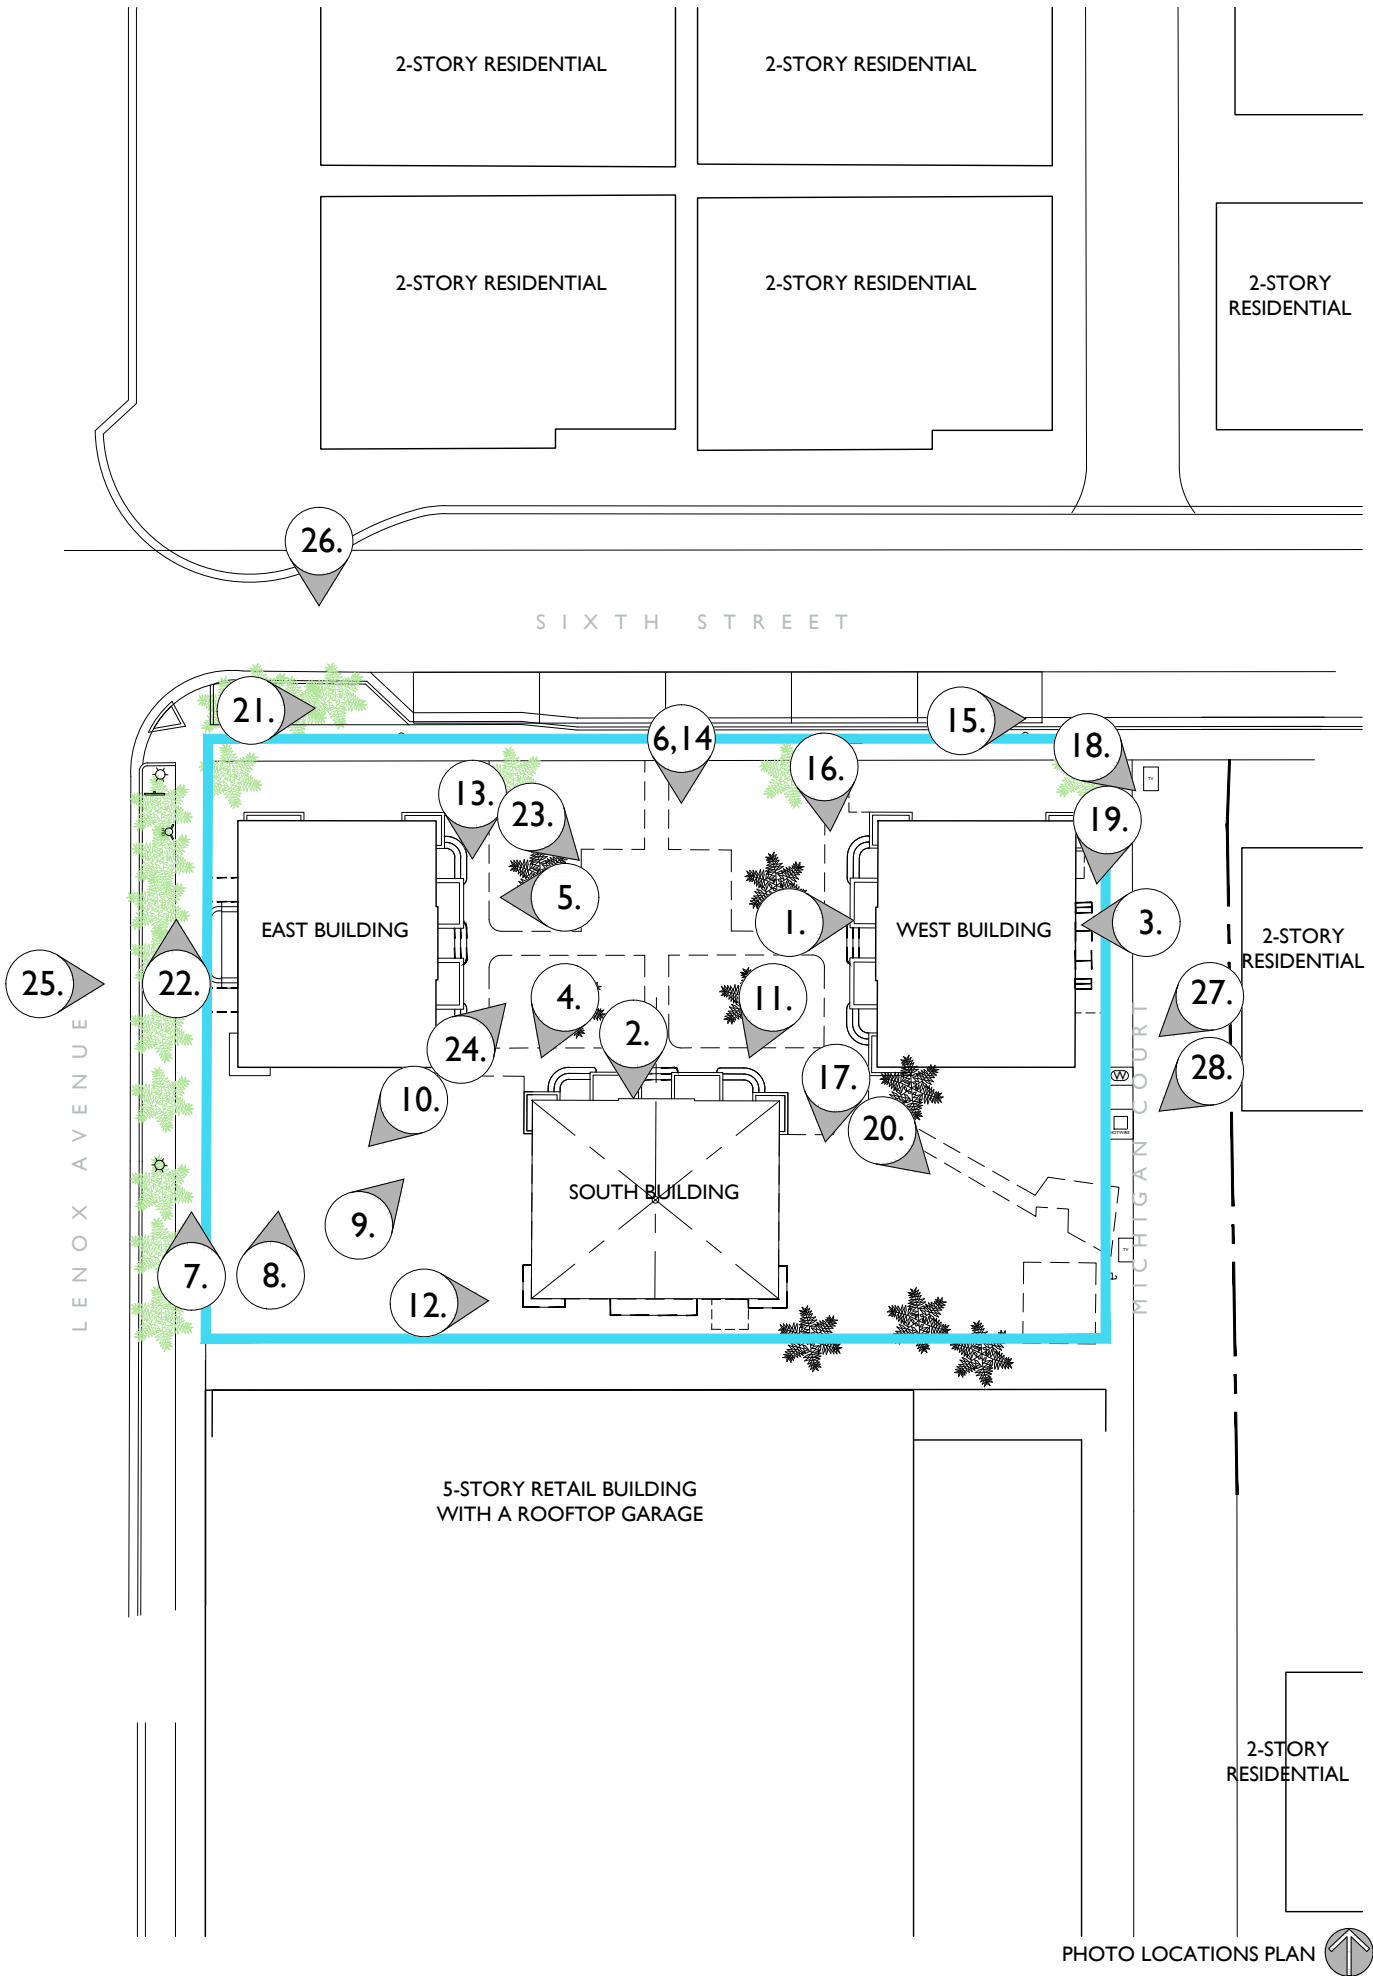 2-STORY RESIDENTIAL
2-STORY RESIDENTIAL
2-STORY RESIDENTIAL
2-STORY RESIDENTIAL
2-STORY
RESIDENTIAL
26.
SIXTH STREET
21.
6,14
15.
18.
16.
13.
23.
19.
TV
5.
1.
3.
EAST BUILDING
WEST BUILDING
2-STORY
RESIDENTIAL
25.
22.
4.
11.
27.
2.
24.
17.
28.
10.
20.
W
HOTWIRE
LENOX AVENUE
MICHIGAN COURT
SOUTH BUILDING
9.
TV
7.
8.
12.
5-STORY RETAIL BUILDING
WITH A ROOFTOP GARAGE
2-STORY
RESIDENTIAL
PHOTO LOCATIONS PLAN